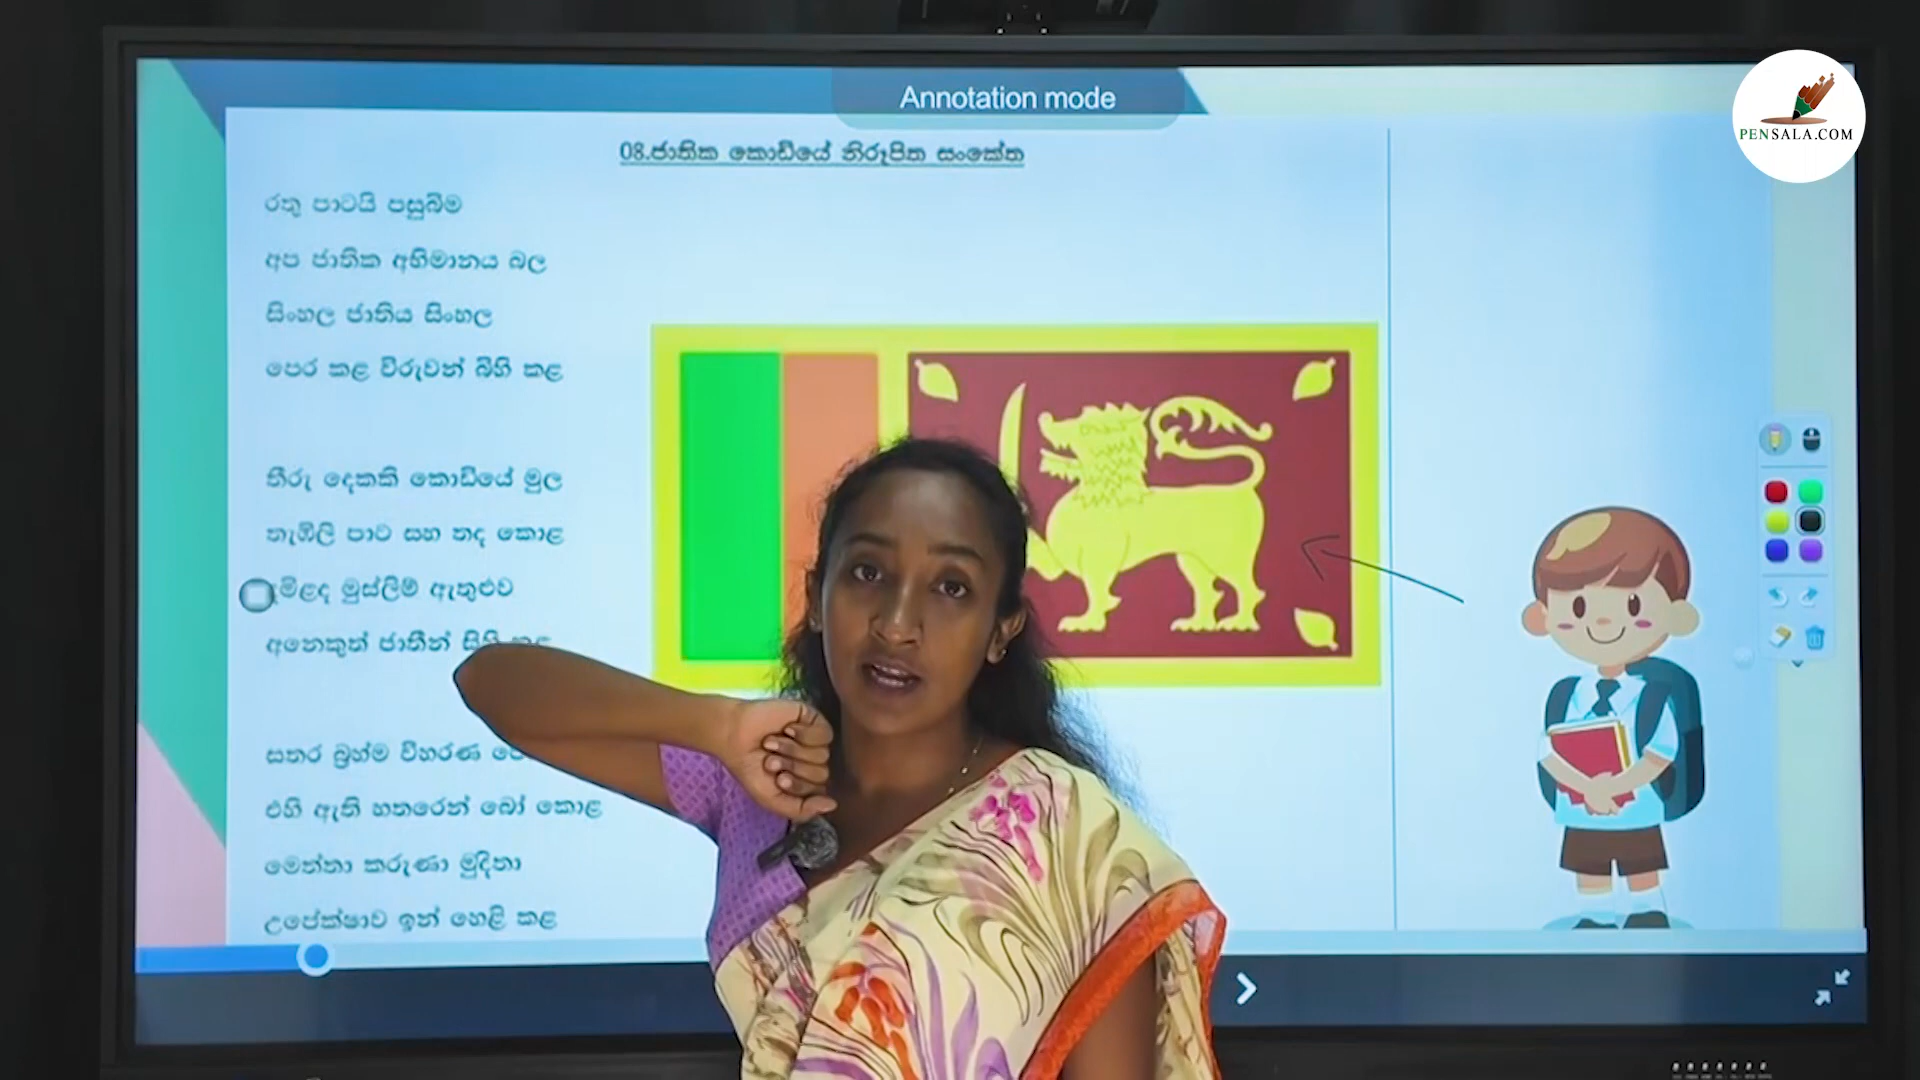 Annotation mode
PENSALA.COM
08.ජාතික කොඩියේ නිරූපිත සංකේත
රතු පාටයි පසුබිම
අප ජාතික අභිමානය බල
සිංහල ජාතිය සිංහල
පෙර කළ වීරුවන් බිහි කළ
තීරු දෙකකි කොඩියේ මුල
තැඹිලි පාට සහ තද කොළ
මුස්ලිම් ඇතුළුව
අනෙකුත් ජාතීන්
සතර බ්‍රහ්ම විහරණ
එහි ඇති හතරෙන් බෝ කොළ
මෙත්තා කරුණා මුදිතා
උපේක්ෂාව ඉන් හෙළි කළ